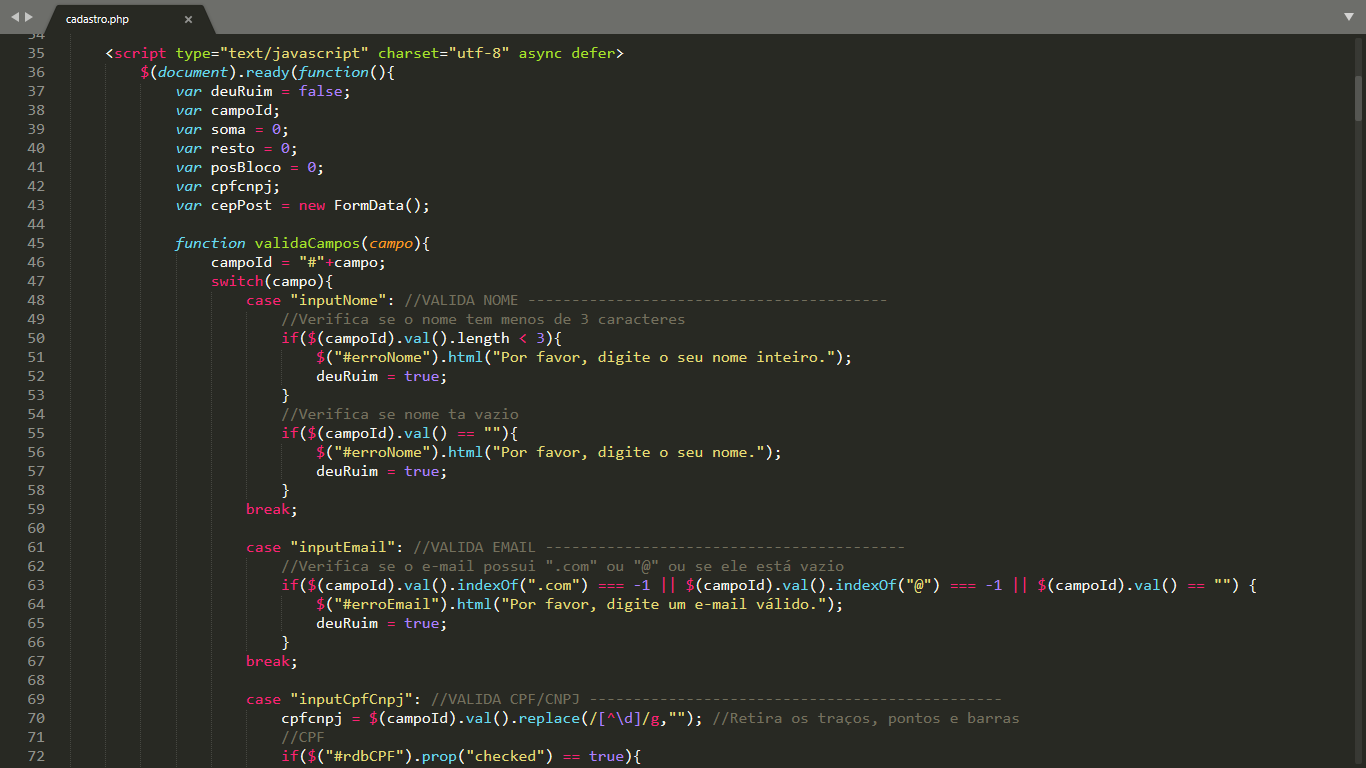 cadastro.php ×
34
35 <script type="text/javascript" charset="utf-8" async defer>
36 $(document).ready(function(){
37 var deuRuim = false;
38 var campoId;
39 var soma = 0;
40 var resto = 0;
41 var posBloco = 0;
42 var cpfcnpj;
43 var cepPost = new FormData();
44
45 function validaCampos(campo){
46 campoId = "#"+campo;
47 switch(campo){
48 case "inputNome": //VALIDA NOME -----------------------------------------
49 //Verifica se o nome tem menos de 3 caracteres
50 if($(campoId).val().length < 3){
51 $("#erroNome").html("Por favor, digite o seu nome inteiro.");
52 deuRuim = true;
53 }
54 //Verifica se nome ta vazio
55 if($(campoId).val() == ""){
56 $("#erroNome").html("Por favor, digite o seu nome.");
57 deuRuim = true;
58 }
59 break;
60
61 case "inputEmail": //VALIDA EMAIL -----------------------------------------
62 //Verifica se o e-mail possui ".com" ou "@" ou se ele está vazio
63 if($(campoId).val().indexOf(".com") === -1 || $(campoId).val().indexOf("@") === -1 || $(campoId).val() == "") {
64 $("#erroEmail").html("Por favor, digite um e-mail válido.");
65 deuRuim = true;
66 }
67 break;
68
69 case "inputCpfCnpj": //VALIDA CPF/CNPJ -----------------------------------------------
70 cpfcnpj = $(campoId).val().replace(/[^\d]/g,""); //Retira os traços, pontos e barras
71 //CPF
72 if($("#rdbCPF").prop("checked") == true){